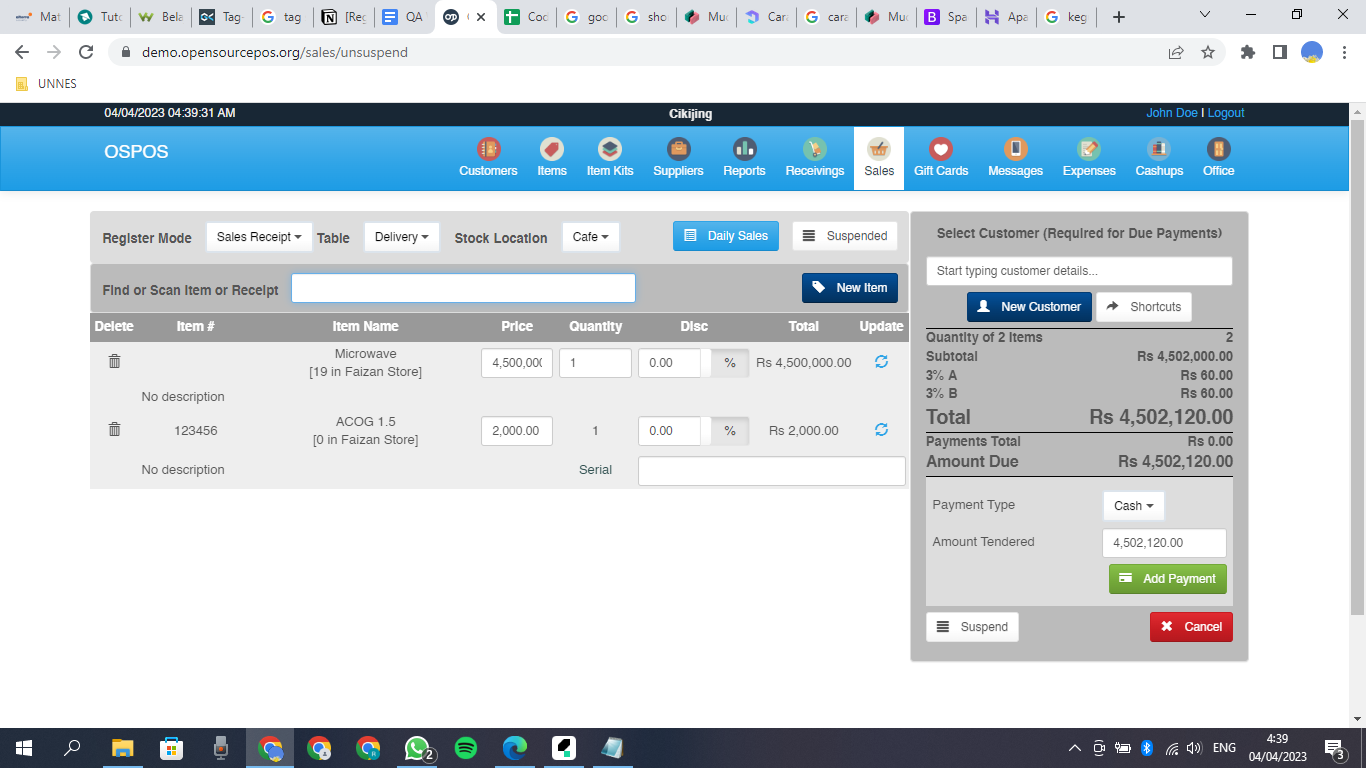 Mat
Tuto
Bela
Tag-
tag
[Rec
QA
Cod
goo
sho
Muc
Cara
cara
Muc
Spa
Apa
keg
demo.opensourcepos.org/sales/unsuspend
UNNES
04/04/2023 04:39:31 AM
Cikijing
John Doe | Logout
OSPOS
Customers
Items
Item Kits
Suppliers
Reports
Receivings
Sales
Gift Cards
Messages
Expenses
Cashups
Office
Register Mode Sales Receipt Table Delivery Stock Location Cafe Daily Sales Suspended
Find or Scan Item or Receipt New Item
Delete Item # Item Name Price Quantity Disc Total Update
Microwave
[19 in Faizan Store]
4,500,00 1 0.00 % Rs 4,500,000.00
No description
123456
ACOG 1.5
[0 in Faizan Store]
2,000.00 1 0.00 % Rs 2,000.00
No description Serial
Select Customer (Required for Due Payments)
Start typing customer details...
New Customer Shortcuts
Quantity of 2 Items 2
Subtotal Rs 4,502,000.00
3% A Rs 60.00
3% B Rs 60.00
Total Rs 4,502,120.00
Payments Total Rs 0.00
Amount Due Rs 4,502,120.00
Payment Type Cash
Amount Tendered 4,502,120.00
Add Payment
Suspend Cancel
2
ENG
4:39
04/04/2023
3